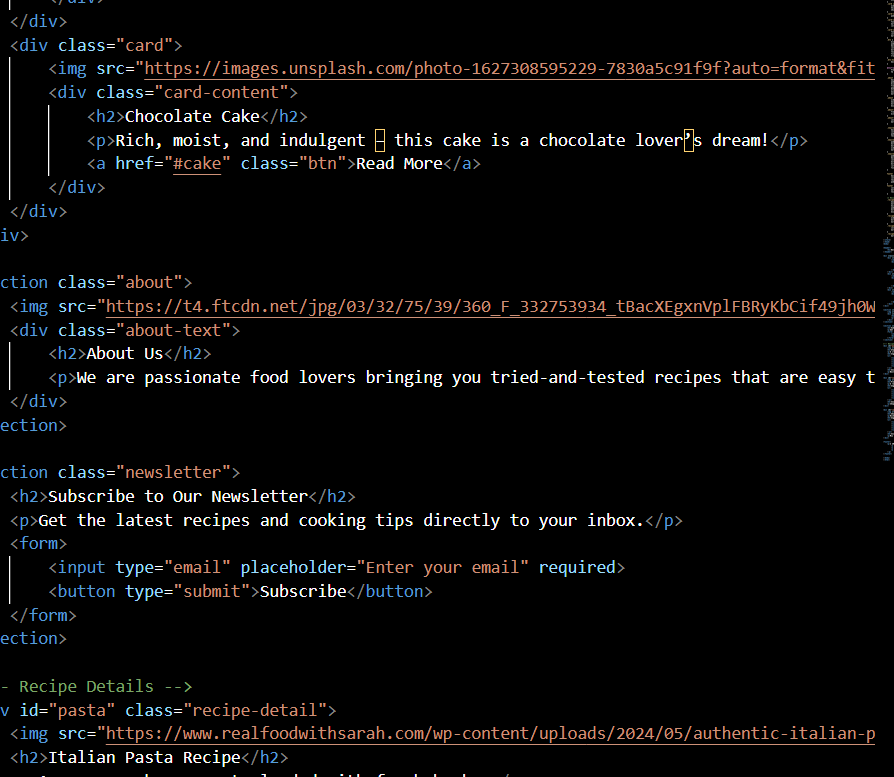 </div>
</div>
<div class="card">
<img src="https://images.unsplash.com/photo-1627308595229-7830a5c91f9f?auto=format&fit
<div class="card-content">
<h2>Chocolate Cake</h2>
<p>Rich, moist, and indulgent – this cake is a chocolate lover’s dream!</p>
<a href="#cake" class="btn">Read More</a>
</div>
</div>
iv>
ction class="about">
<img src="https://t4.ftcdn.net/jpg/03/32/75/39/360_F_332753934_tBacXEgxnVplFBRyKbCif49jh0W
<div class="about-text">
<h2>About Us</h2>
<p>We are passionate food lovers bringing you tried-and-tested recipes that are easy t
</div>
ection>
ction class="newsletter">
<h2>Subscribe to Our Newsletter</h2>
<p>Get the latest recipes and cooking tips directly to your inbox.</p>
<form>
<input type="email" placeholder="Enter your email" required>
<button type="submit">Subscribe</button>
</form>
ection>
- Recipe Details -->
v id="pasta" class="recipe-detail">
<img src="https://www.realfoodwithsarah.com/wp-content/uploads/2024/05/authentic-italian-p
<h2>Italian Pasta Recipe</h2>